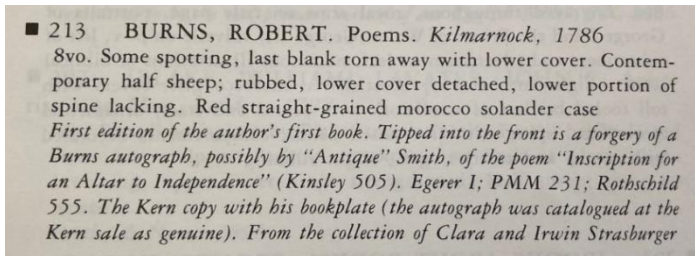 ■ 213 BURNS, ROBERT. Poems. Kilmarnock, 1786
8vo. Some spotting, last blank torn away with lower cover. Contem-
porary half sheep; rubbed, lower cover detached, lower portion of
spine lacking. Red straight-grained morocco solander case
First edition of the author's first book. Tipped into the front is a forgery of a
Burns autograph, possibly by "Antique" Smith, of the poem "Inscription for
an Altar to Independence" (Kinsley 505). Egerer I; PMM 231; Rothschild
555. The Kern copy with his bookplate (the autograph was catalogued at the
Kern sale as genuine). From the collection of Clara and Irwin Strasburger